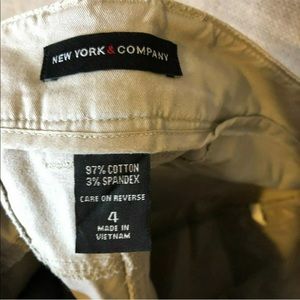 NEW YORK & COMPANY
97% COTTON
3% SPANDEX
CARE ON REVERSE
4
MADE IN
VIETNAM